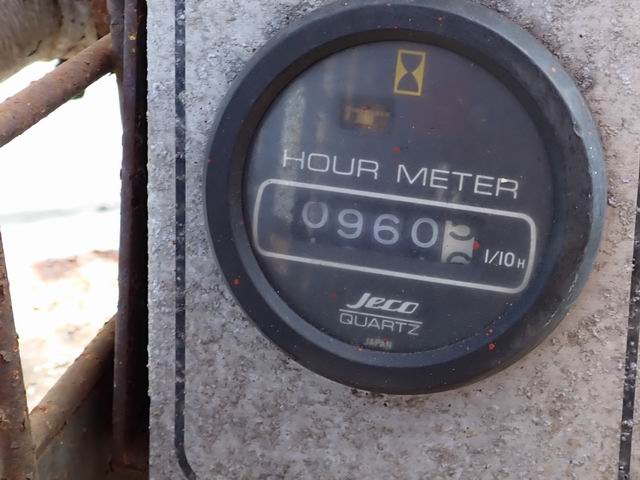 HOUR METER
0960 1/10H
Jeco
QUARTZ
JAPAN